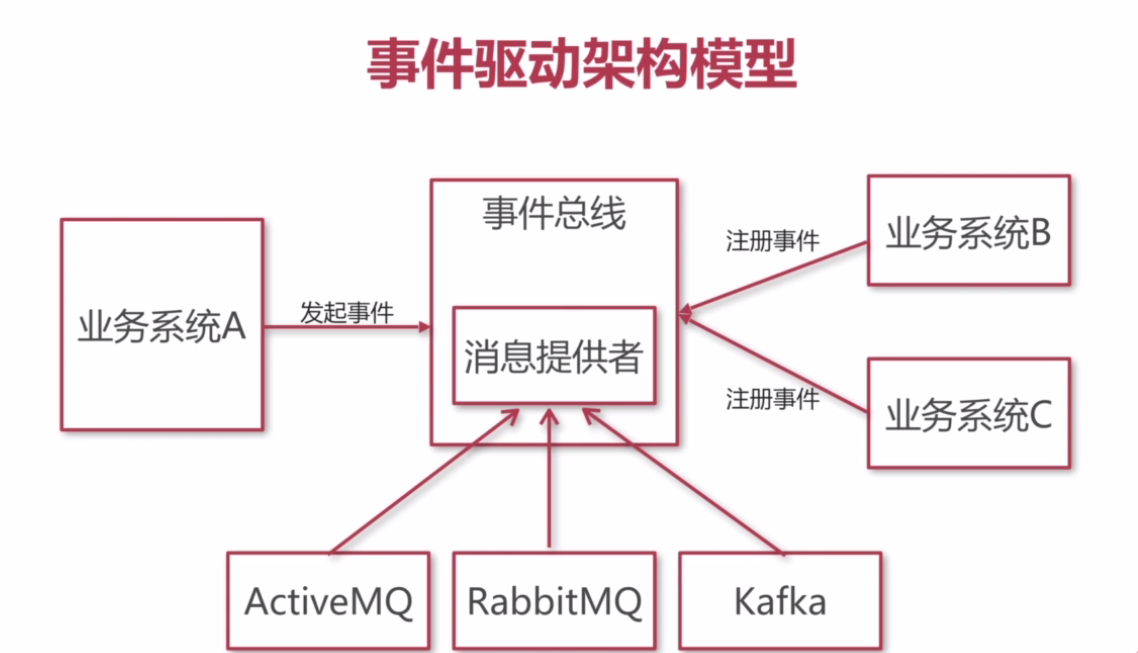 事件驱动架构模型
事件总线
业务系统B
注册事件
业务系统A
发起事件
消息提供者
注册事件
业务系统C
ActiveMQ
RabbitMQ
Kafka